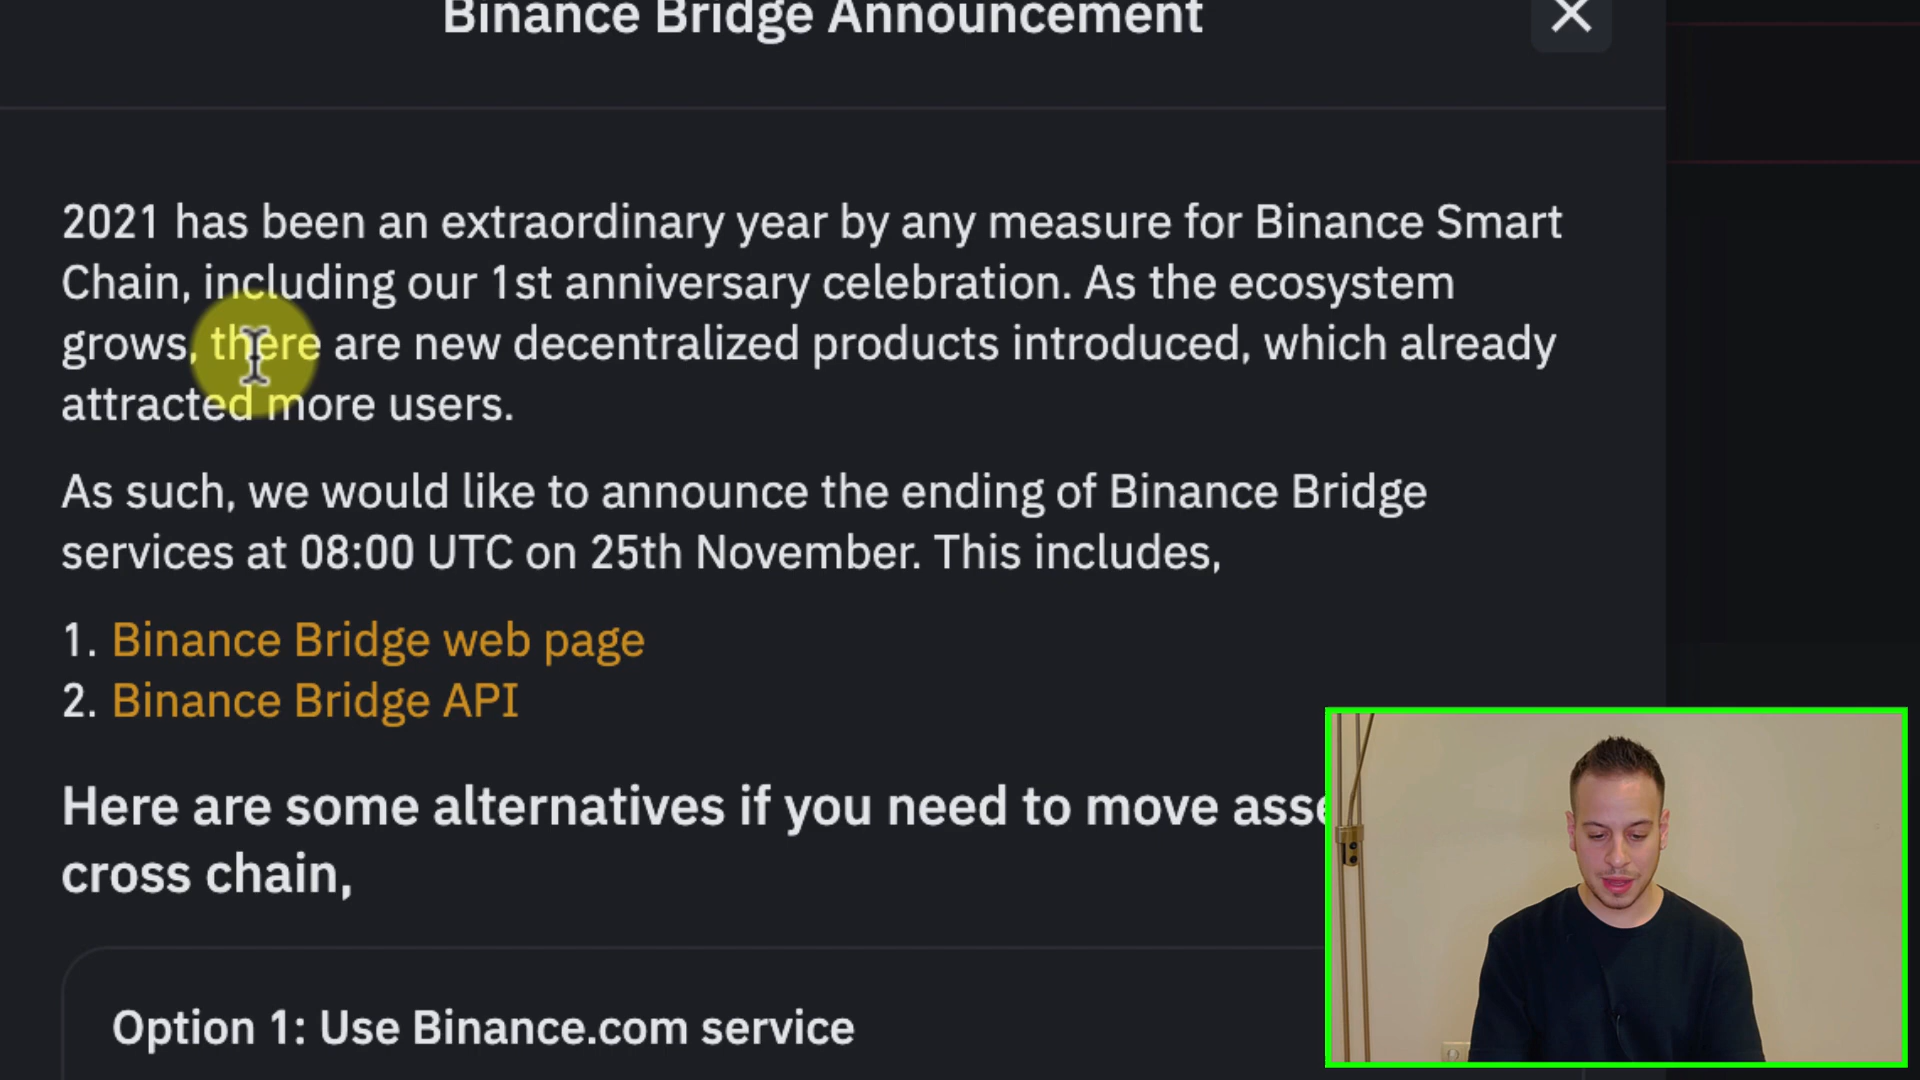 Binance Bridge Announcement
2021 has been an extraordinary year by any measure for Binance Smart
Chain, including our 1st anniversary celebration. As the ecosystem
grows, there are new decentralized products introduced, which already
attracted more users.
As such, we would like to announce the ending of Binance Bridge
services at 08:00 UTC on 25th November. This includes,
1. Binance Bridge web page
2. Binance Bridge API
Here are some alternatives if you need to move
cross chain,
Option 1: Use Binance.com service